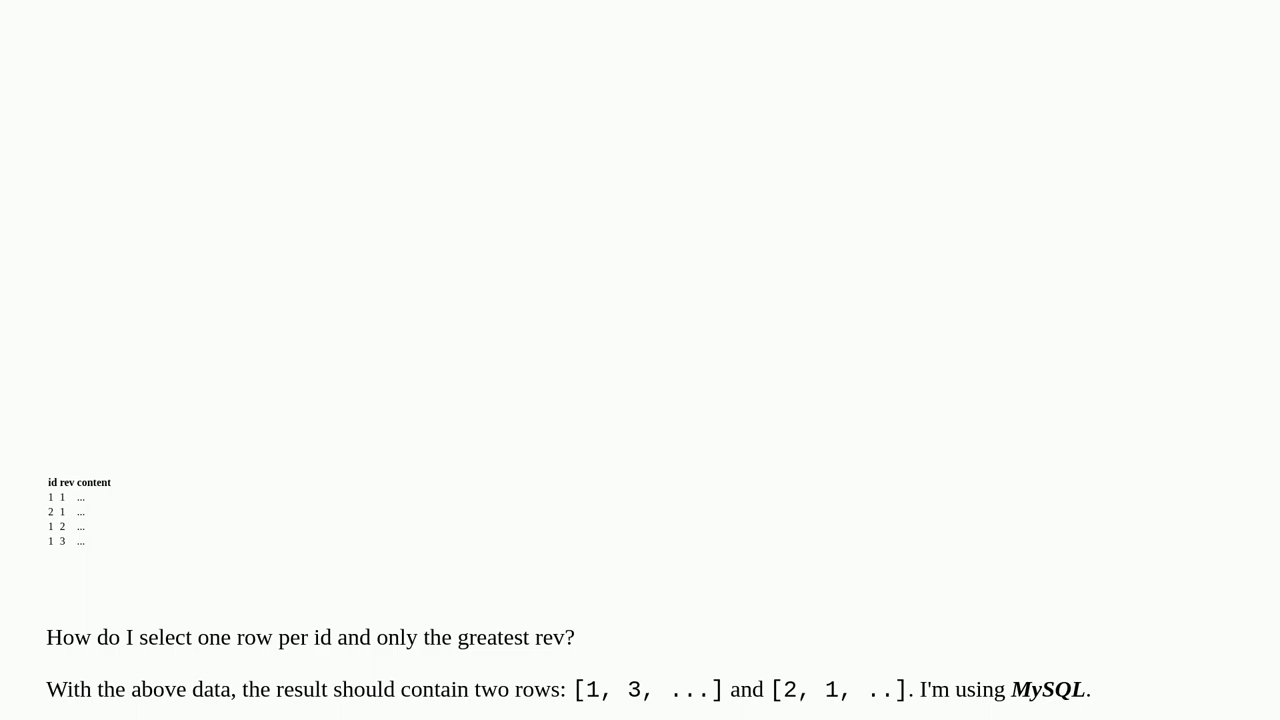 id rev content
1 1 ...
2 1 ...
1 2 ...
1 3 ...
How do I select one row per id and only the greatest rev?
With the above data, the result should contain two rows: [1, 3, ...] and [2, 1, ..]. I'm using MySQL.